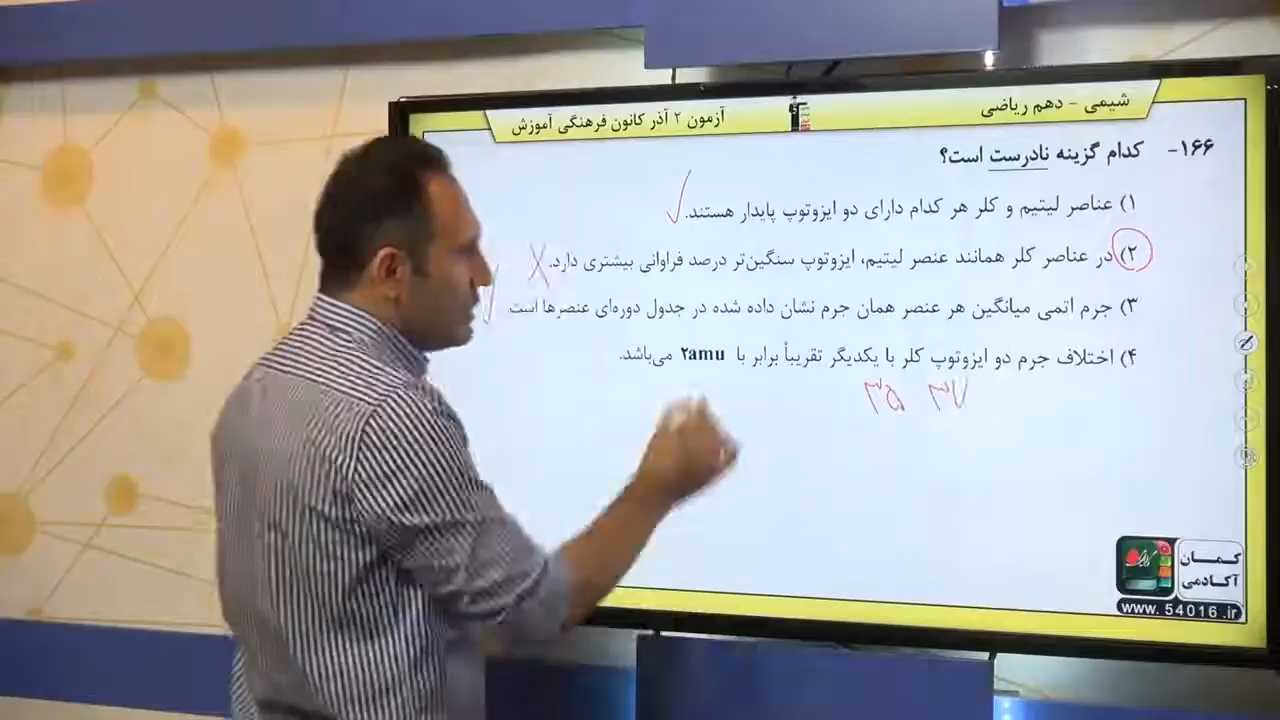 شیمی - دهم ریاضی
آزمون ۲ آذر کانون فرهنگی آموزش
۱۶۶- کدام گزینه نادرست است؟
۱) عناصر لیتیم و کلر هر کدام دارای دو ایزوتوپ پایدار هستند.
۲) در عناصر کلر همانند عنصر لیتیم، ایزوتوپ سنگین‌تر درصد فراوانی بیشتری دارد.
۳) جرم اتمی میانگین هر عنصر همان جرم نشان داده شده در جدول دوره‌ای عنصرها است
۴) اختلاف جرم دو ایزوتوپ کلر با یکدیگر تقریباً برابر با ۲amu می‌باشد.
۳۵ ۳۷
کمان
آکادمی
www.54016.ir